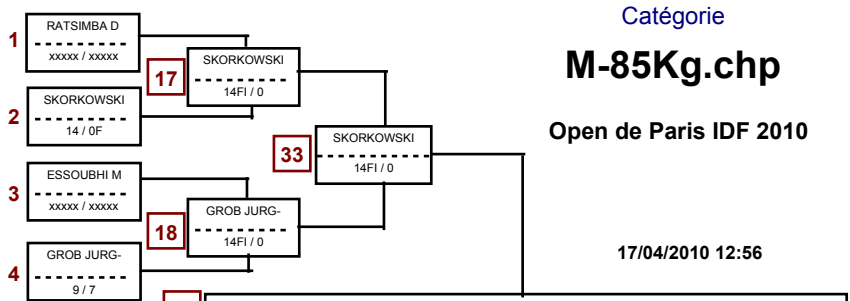 Catégorie
M-85Kg.chp
Open de Paris IDF 2010
17/04/2010 12:56
1
RATSIMBA D
xxxxx / xxxxx
2
SKORKOWSKI
14 / 0F
3
ESSOUBHI M
xxxxx / xxxxx
4
GROB JURG-
9 / 7
17
SKORKOWSKI
14FI / 0
18
GROB JURG-
14FI / 0
33
SKORKOWSKI
14FI / 0